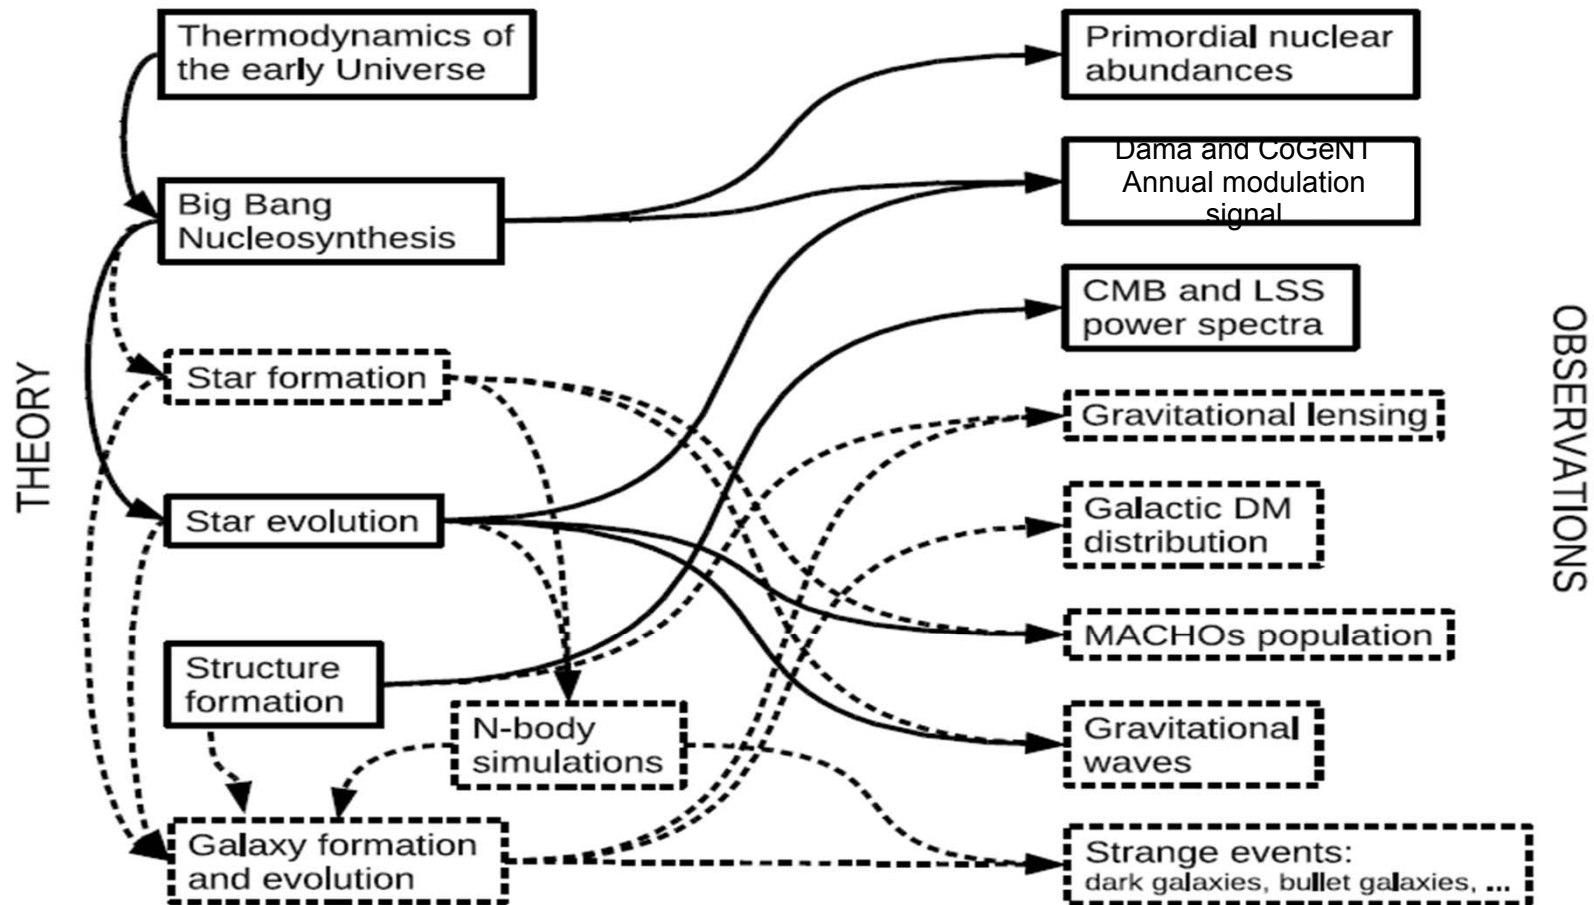 THEORY
Thermodynamics of
the early Universe
Big Bang
Nucleosynthesis
Star formation
Star evolution
Structure
formation
N-body
simulations
Galaxy formation
and evolution
Primordial nuclear
abundances
Dama and CoGeNT
Annual modulation
signal
CMB and LSS
power spectra
Gravitational lensing
Galactic DM
distribution
MACHOs population
Gravitational
waves
Strange events:
dark galaxies, bullet galaxies, ...
OBSERVATIONS